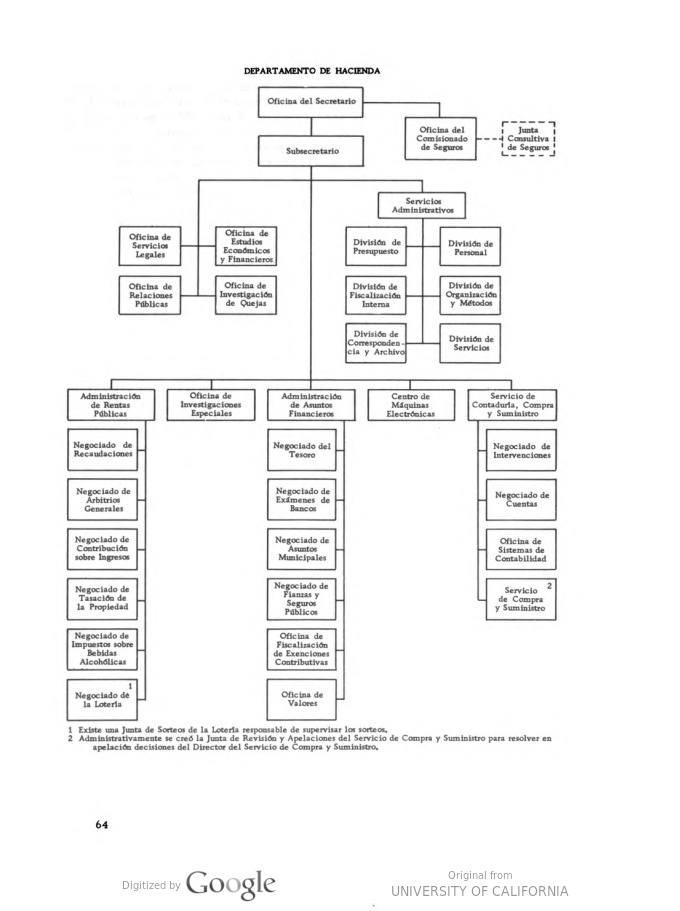 DEPARTAMENTO DE HACIENDA
Oficina del Secretario
Oficina del
Comisionado
de Seguros
Junta
Consultiva
de Seguros
Subsecretario
Servicios
Administrativos
Oficina de
Servicios
Legales
Oficina de
Estudios
Económicos
y Financieros
División de
Presupuesto
División de
Personal
Oficina de
Relaciones
Públicas
Oficina de
Investigación
de Quejas
División de
Fiscalización
Interna
División de
Organización
y Métodos
División de
Corresponden-
cia y Archivo
División de
Servicios
Administración
de Rentas
Públicas
Oficina de
Investigaciones
Especiales
Administración
de Asuntos
Financieros
Centro de
Máquinas
Electrónicas
Servicio de
Contaduría, Compra
y Suministro
Negociado de
Recaudaciones
Negociado de
Arbitrios
Generales
Negociado de
Contribución
sobre Ingresos
Negociado de
Tasación de
la Propiedad
Negociado de
Impuestos sobre
Bebidas
Alcohólicas
1
Negociado de
la Lotería
Negociado del
Tesoro
Negociado de
Exámenes de
Bancos
Negociado de
Asuntos
Municipales
Negociado de
Fianzas y
Seguros
Públicos
Oficina de
Fiscalización
de Exenciones
Contributivas
Oficina de
Valores
Negociado de
Intervenciones
Negociado de
Cuentas
Oficina de
Sistemas de
Contabilidad
Servicio 2
de Compra
y Suministro
1 Existe una Junta de Sorteos de la Lotería responsable de supervisar los sorteos.
2 Administrativamente se creó la Junta de Revisión y Apelaciones del Servicio de Compra y Suministro para resolver en
apelación decisiones del Director del Servicio de Compra y Suministro.
64
Digitized by Google
Original from
UNIVERSITY OF CALIFORNIA